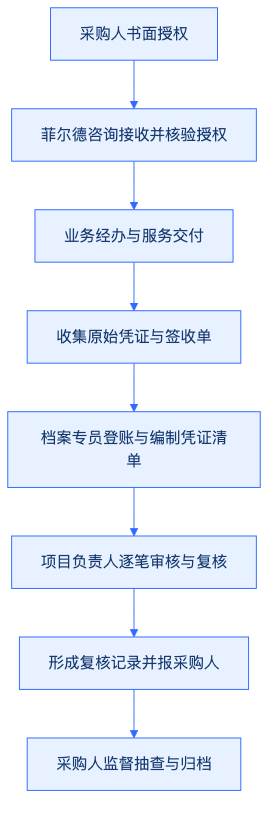 采购人书面授权
菲尔德咨询接收并核验授权
业务经办与服务交付
收集原始凭证与签收单
档案专员登账与编制凭证清
单
项目负责人逐笔审核与复核
形成复核记录并报采购人
采购人监督抽查与归档